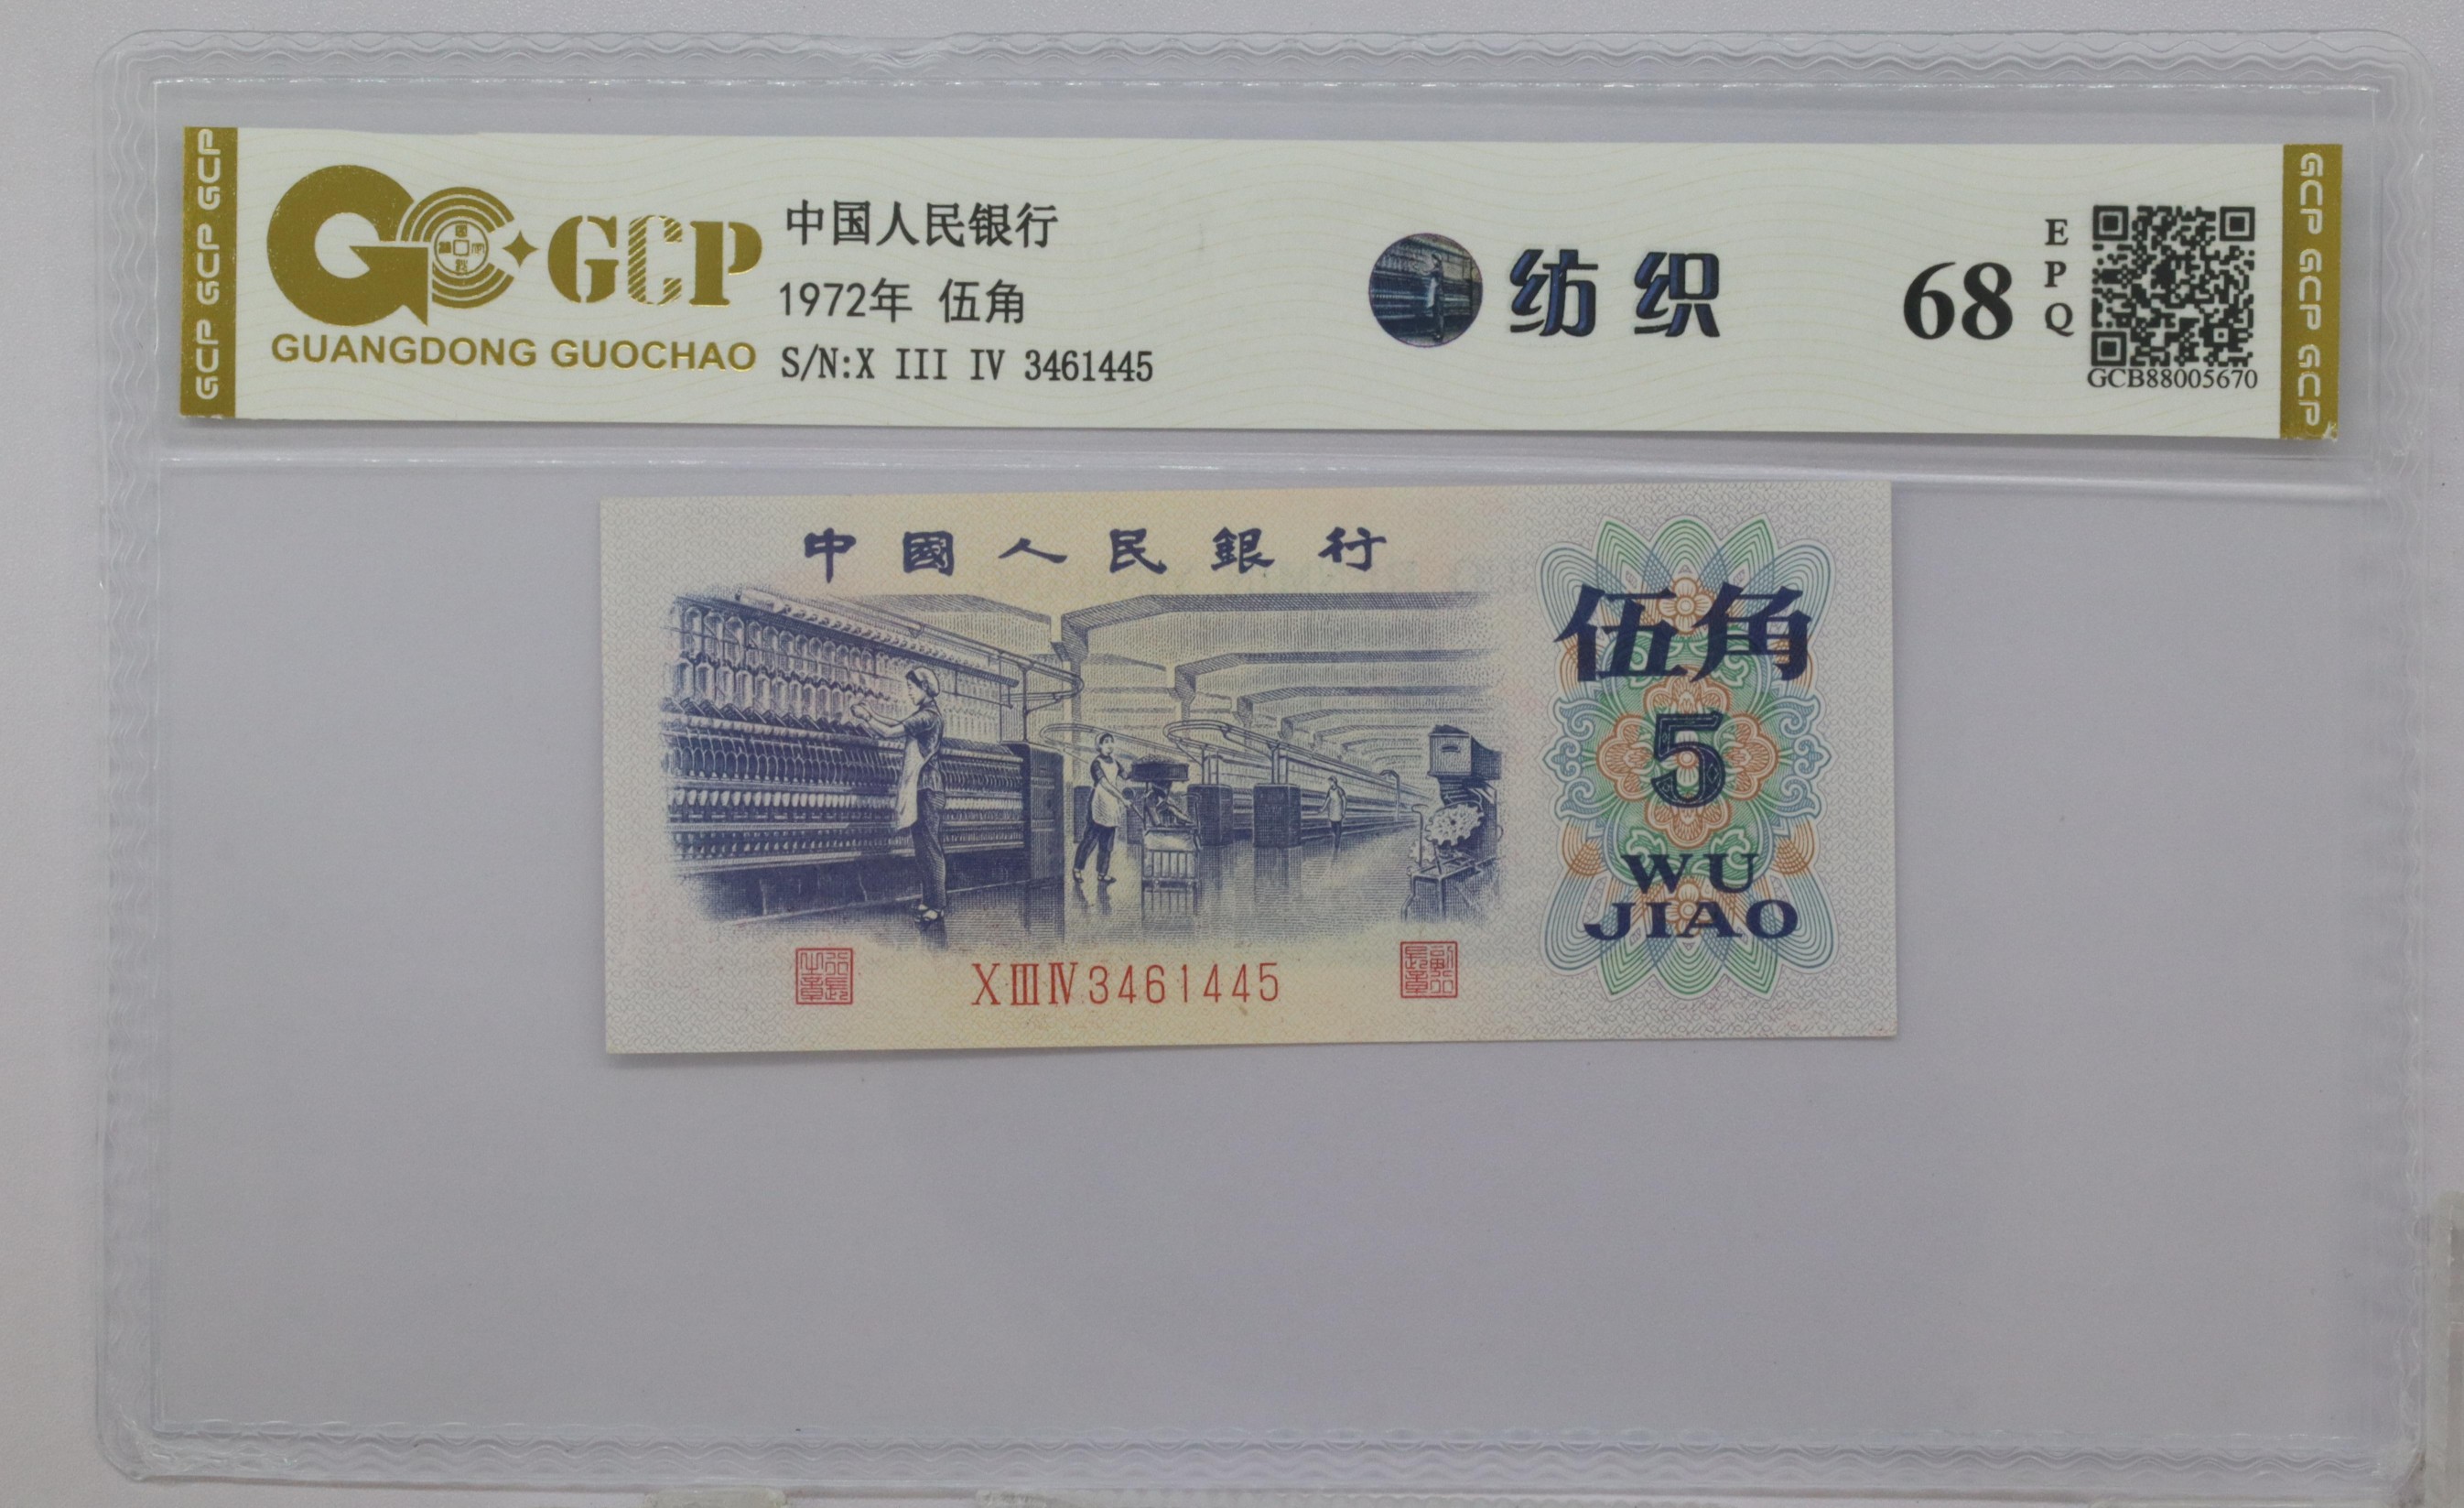 GCP GCP GCP
GCP
GUANGDONG GUOCHAO
中国人民银行
1972年 伍角
S/N:X III IV 3461445
纺织
68
EPQ
GCB88005670
GCP GCP GCP
中國人民銀行
伍角
5
WU
JIAO
XⅢⅣ3461445